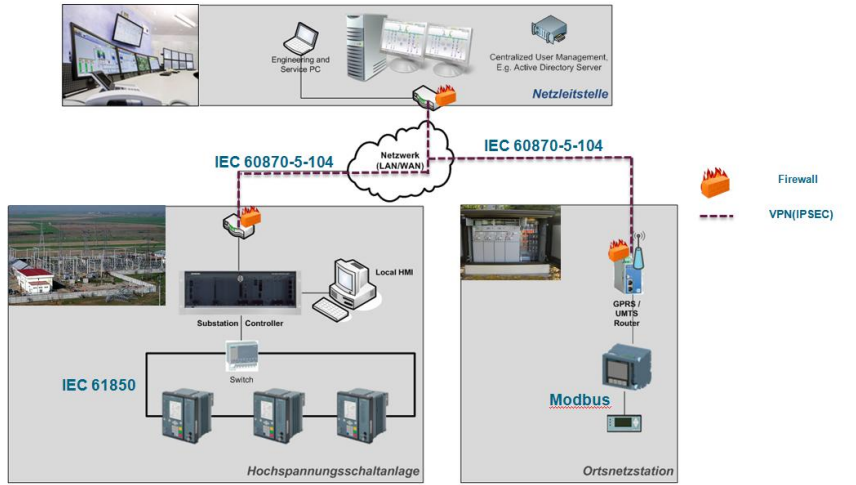 Engineering and
Service PC
Centralized User Management,
E.g. Active Directory Server
Netzleitstelle
IEC 60870-5-104
Netzwerk
(LAN/WAN)
IEC 60870-5-104
Firewall
VPN(IPSEC)
Local HMI
Substation Controller
Switch
IEC 61850
Hochspannungsschaltanlage
GPRS /
UMTS
Router
Modbus
Ortsnetzstation